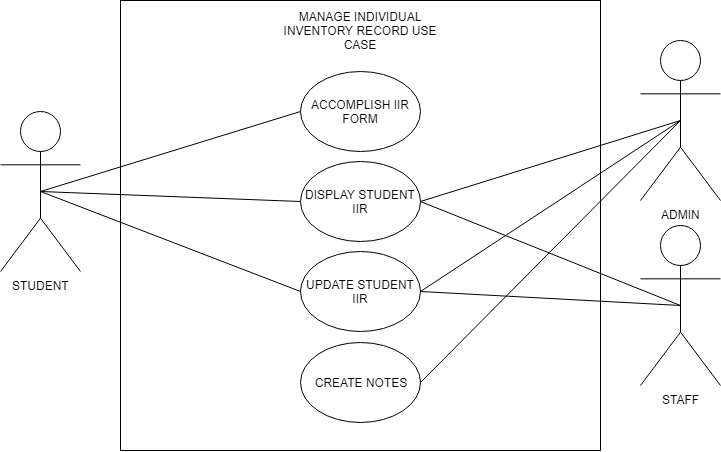 MANAGE INDIVIDUAL
INVENTORY RECORD USE
CASE
ACCOMPLISH IIR
FORM
DISPLAY STUDENT
IIR
ADMIN
UPDATE STUDENT
IIR
STUDENT
CREATE NOTES
STAFF